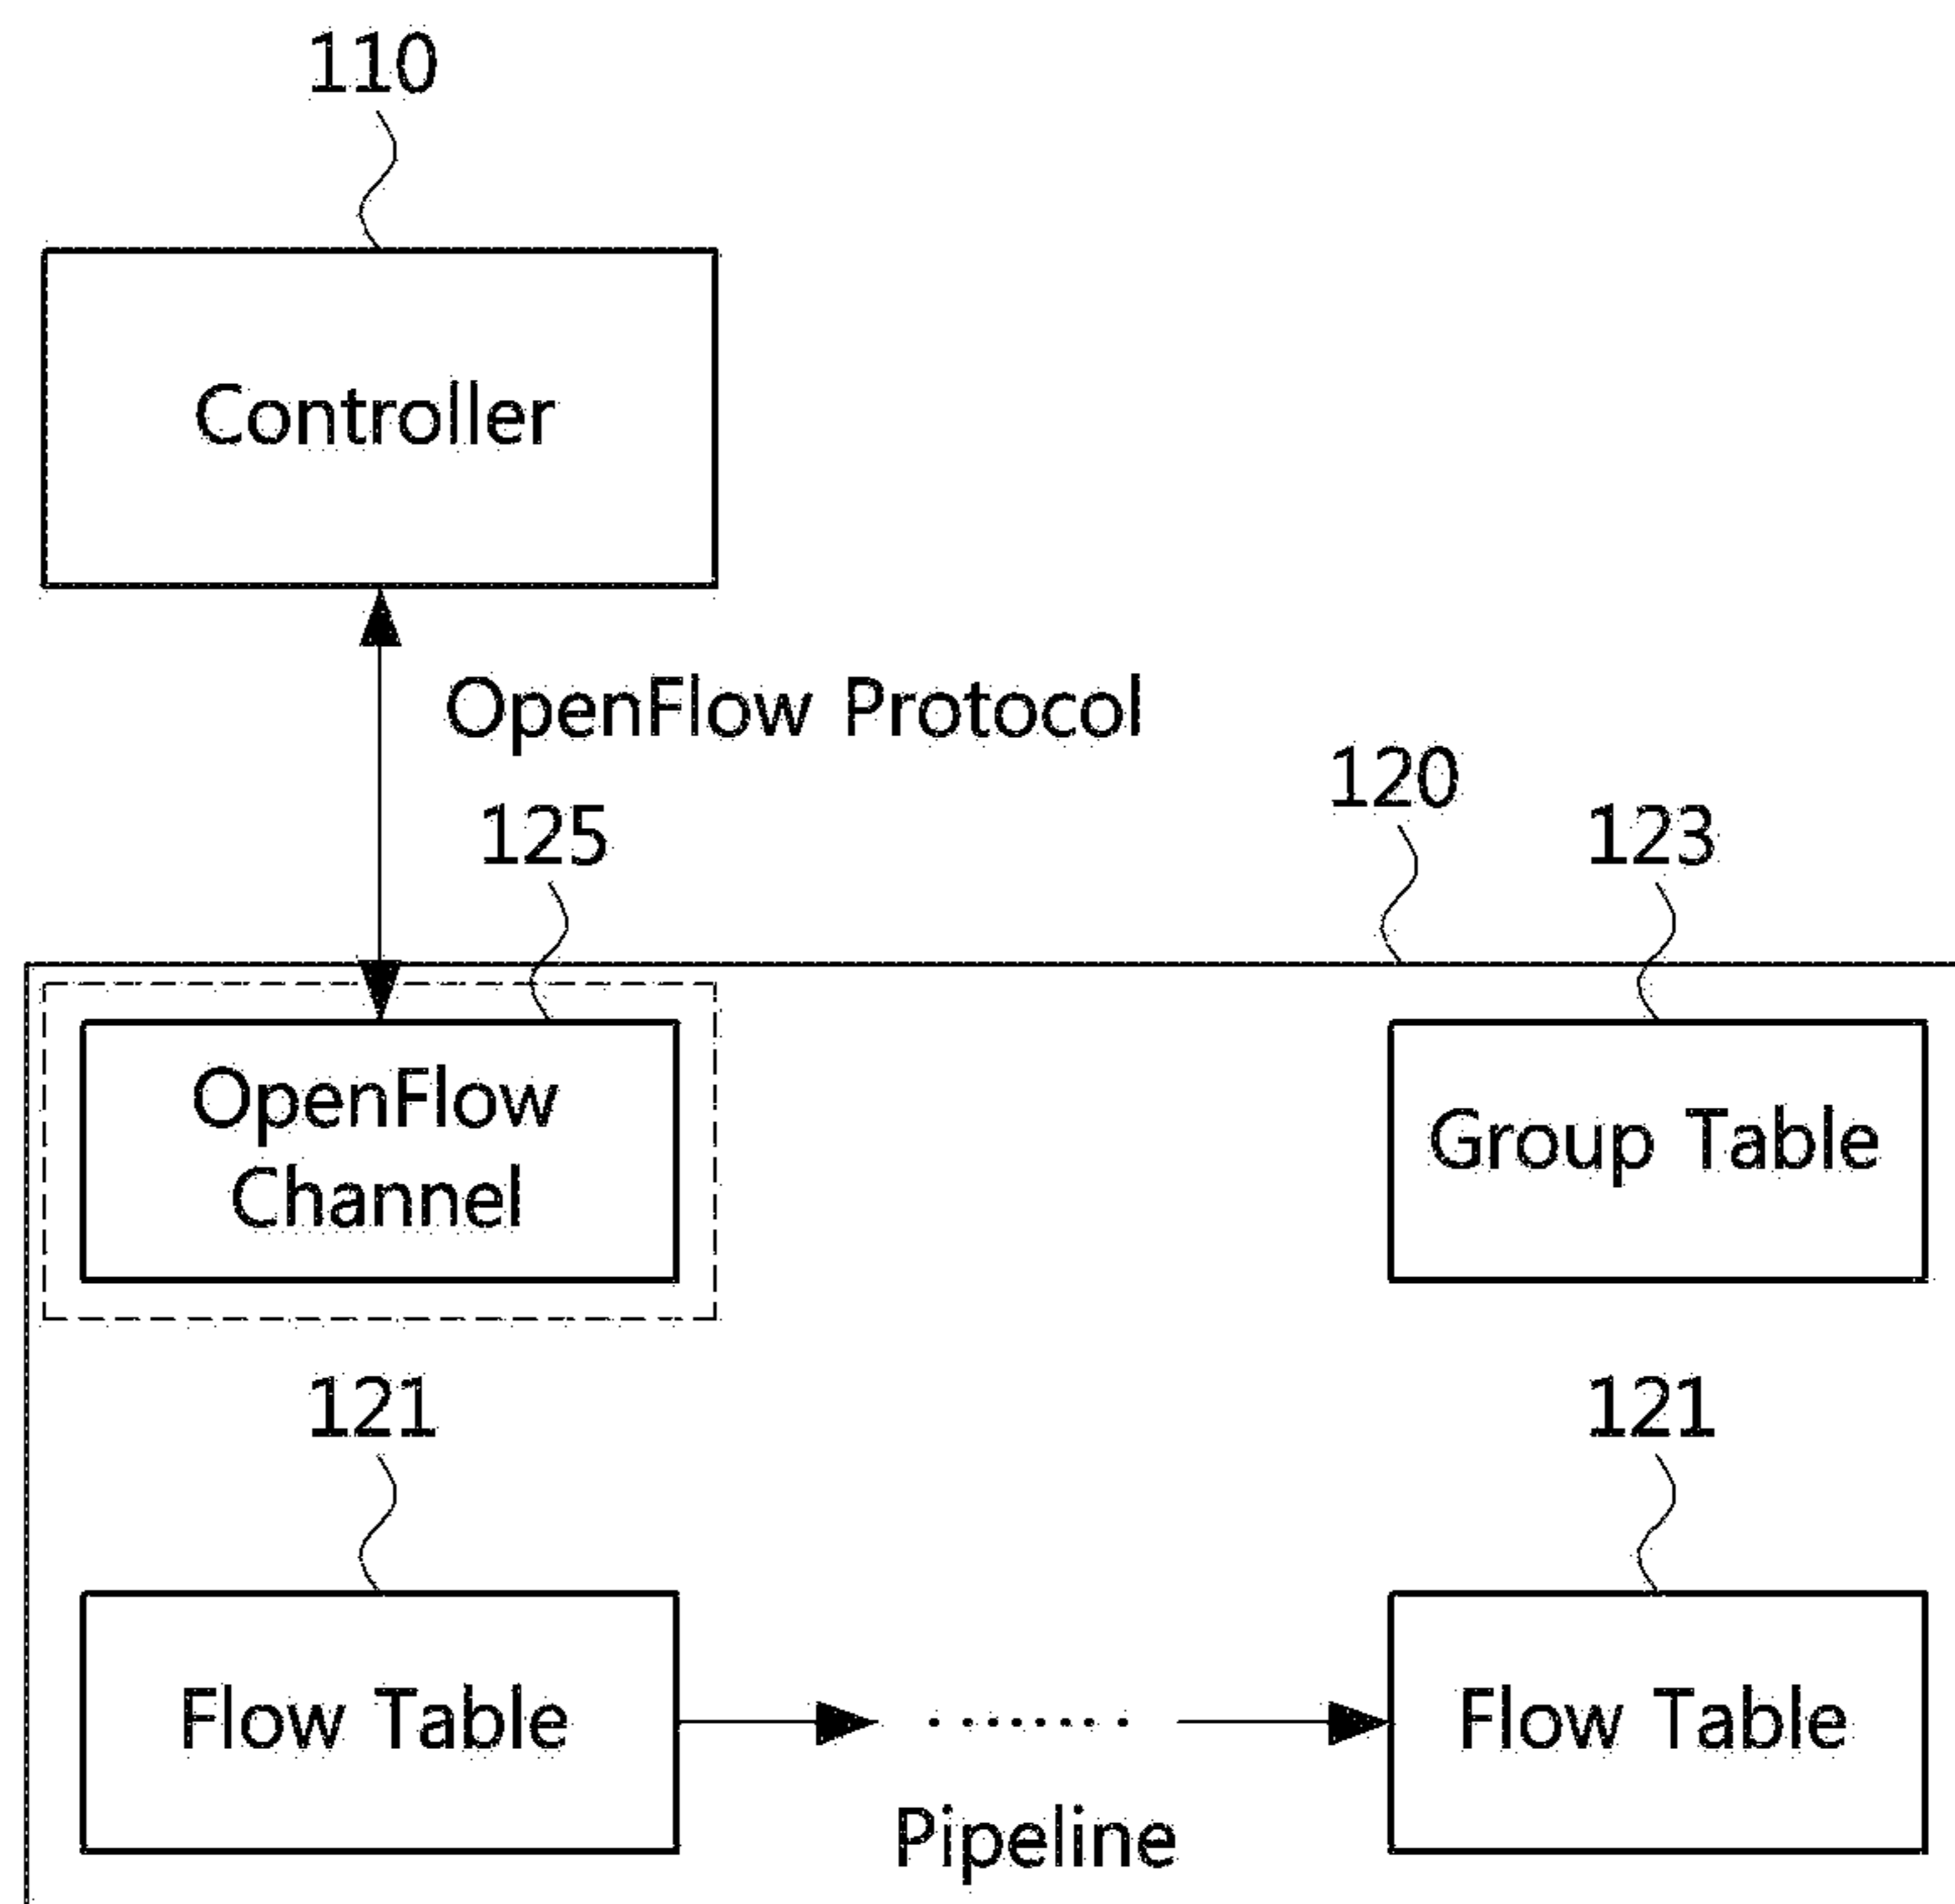 110
Controller
OpenFlow Protocol
120
125
123
OpenFlow
Channel
Group Table
121
121
Flow Table
Flow Table
Pipeline